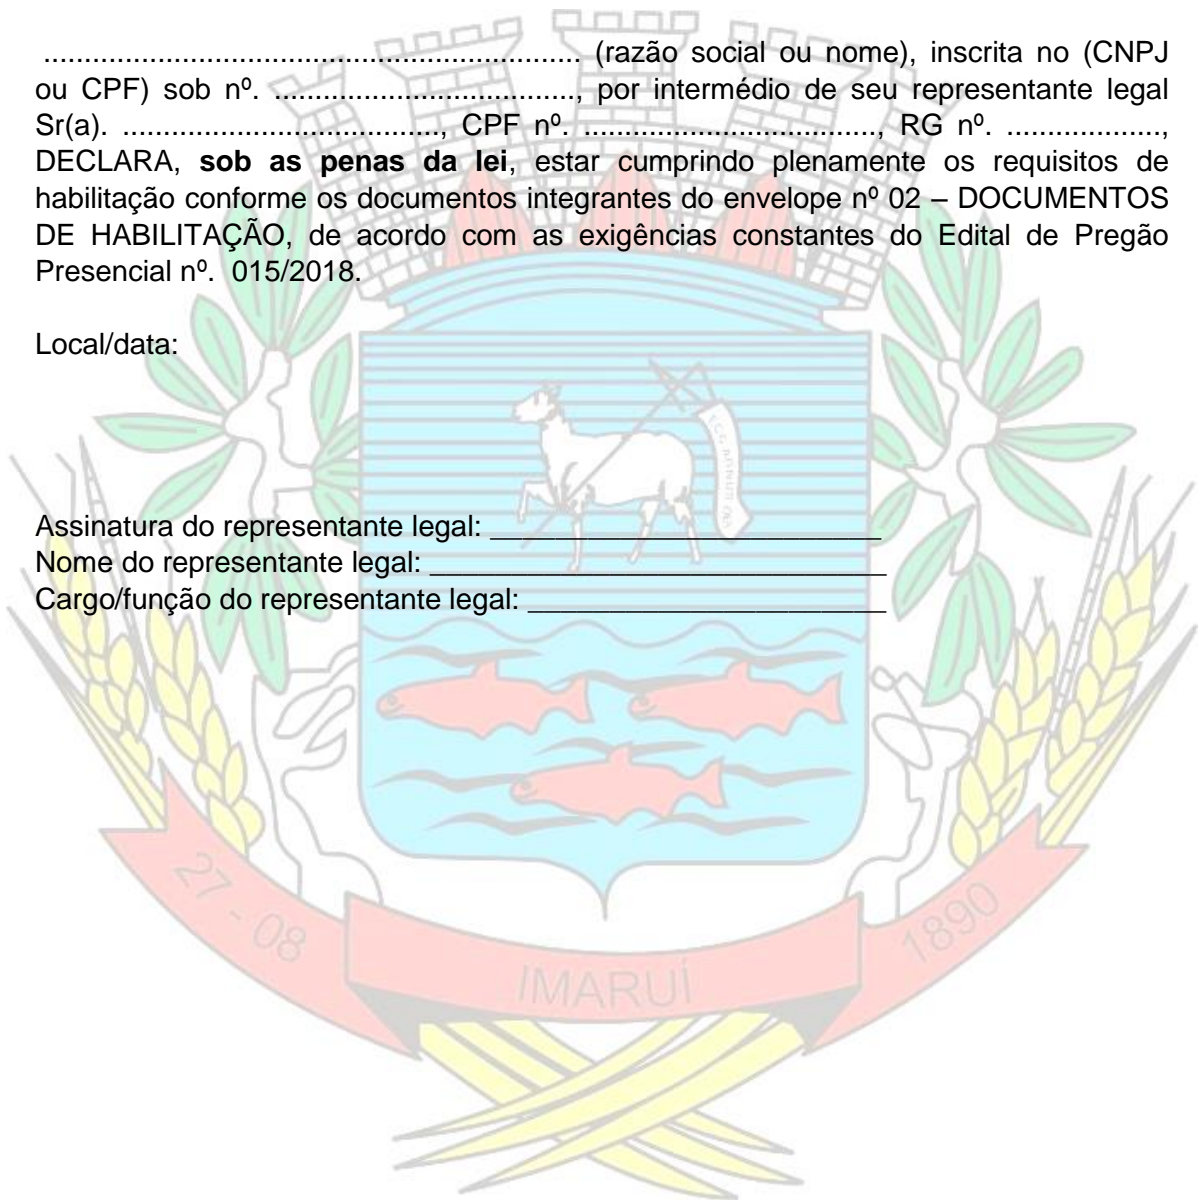 ................................................................. (razão social ou nome), inscrita no (CNPJ
ou CPF) sob nº. ....................................., por intermédio de seu representante legal
Sr(a). ......................................, CPF nº. ...................................., RG nº. ...................,
DECLARA, sob as penas da lei, estar cumprindo plenamente os requisitos de
habilitação conforme os documentos integrantes do envelope nº 02 – DOCUMENTOS
DE HABILITAÇÃO, de acordo com as exigências constantes do Edital de Pregão
Presencial nº.  015/2018.
Local/data:
Assinatura do representante legal: ________________________
Nome do representante legal: ____________________________
Cargo/função do representante legal: ______________________
27 - 08
IMARUÍ
1890